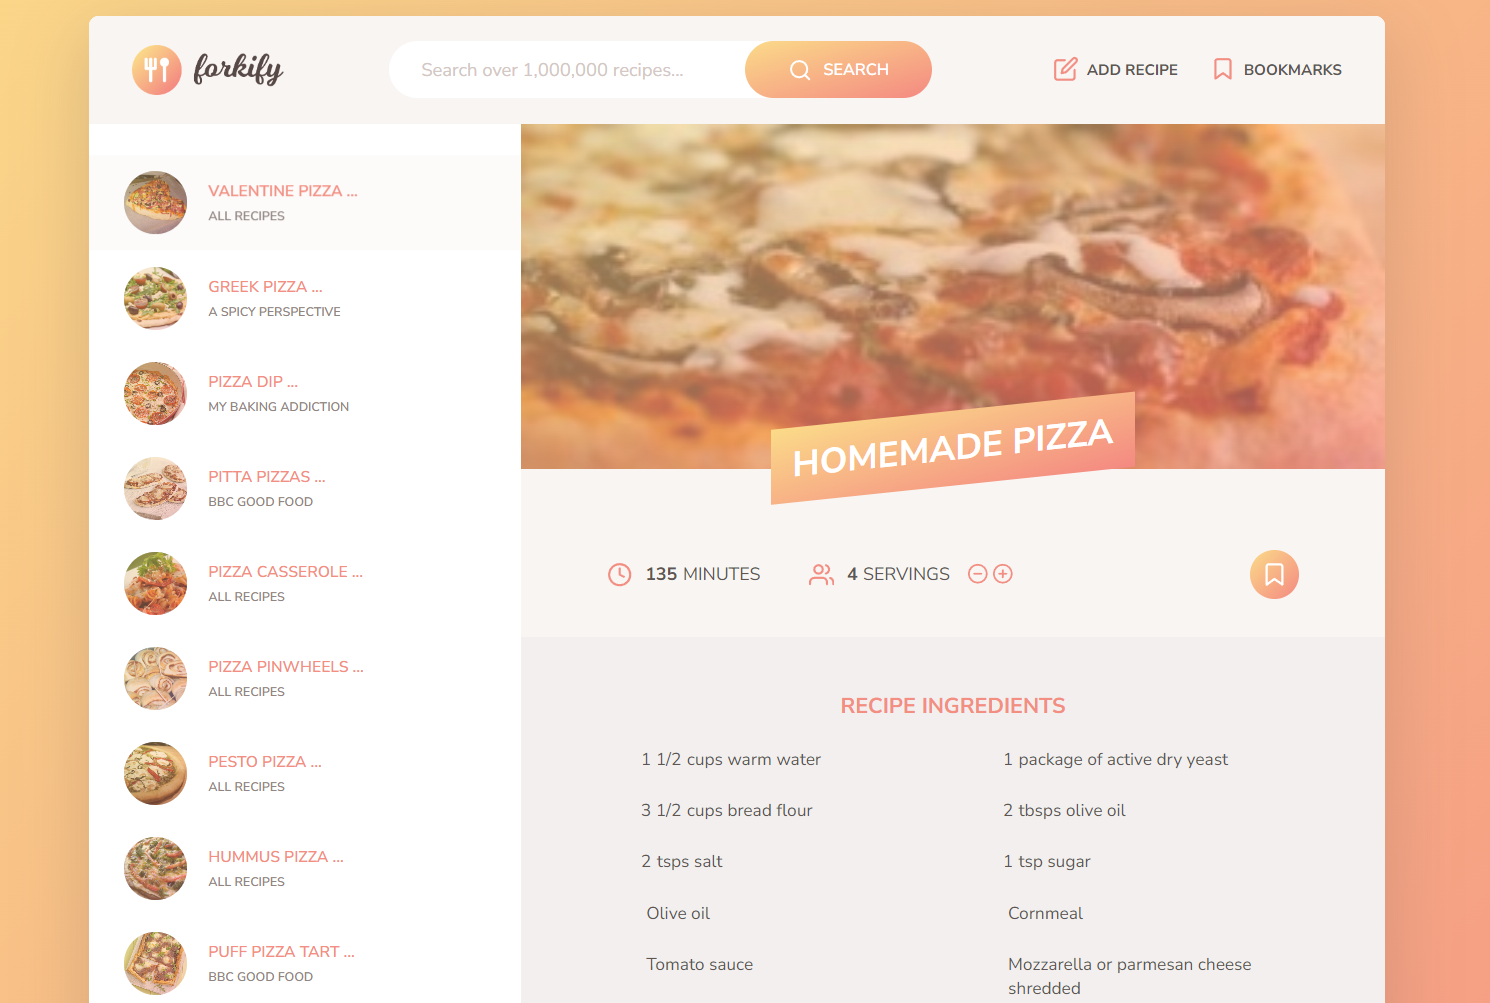 forkify
Search over 1,000,000 recipes...
SEARCH
ADD RECIPE
BOOKMARKS
VALENTINE PIZZA ...
ALL RECIPES
GREEK PIZZA ...
A SPICY PERSPECTIVE
PIZZA DIP ...
MY BAKING ADDICTION
PITTA PIZZAS ...
BBC GOOD FOOD
PIZZA CASSEROLE ...
ALL RECIPES
PIZZA PINWHEELS ...
ALL RECIPES
PESTO PIZZA ...
ALL RECIPES
HUMMUS PIZZA ...
ALL RECIPES
PUFF PIZZA TART ...
BBC GOOD FOOD
HOMEMADE PIZZA
135 MINUTES
4 SERVINGS
RECIPE INGREDIENTS
1 1/2 cups warm water
1 package of active dry yeast
3 1/2 cups bread flour
2 tbsps olive oil
2 tsps salt
1 tsp sugar
Olive oil
Cornmeal
Tomato sauce
Mozzarella or parmesan cheese
shredded